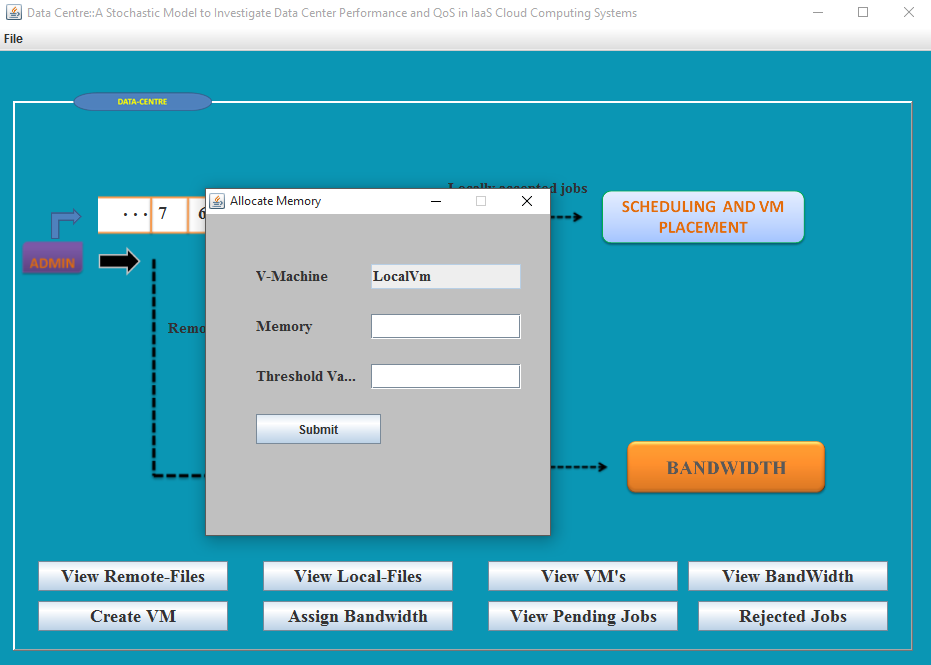 Data Centre::A Stochastic Model to Investigate Data Center Performance and QoS in IaaS Cloud Computing Systems
File
DATA-CENTRE
Locally accepted jobs
... 7 6
SCHEDULING AND VM
PLACEMENT
ADMIN
Remo
Allocate Memory
V-Machine LocalVm
Memory
Threshold Va...
Submit
BANDWIDTH
View Remote-Files View Local-Files View VM's View BandWidth
Create VM Assign Bandwidth View Pending Jobs Rejected Jobs